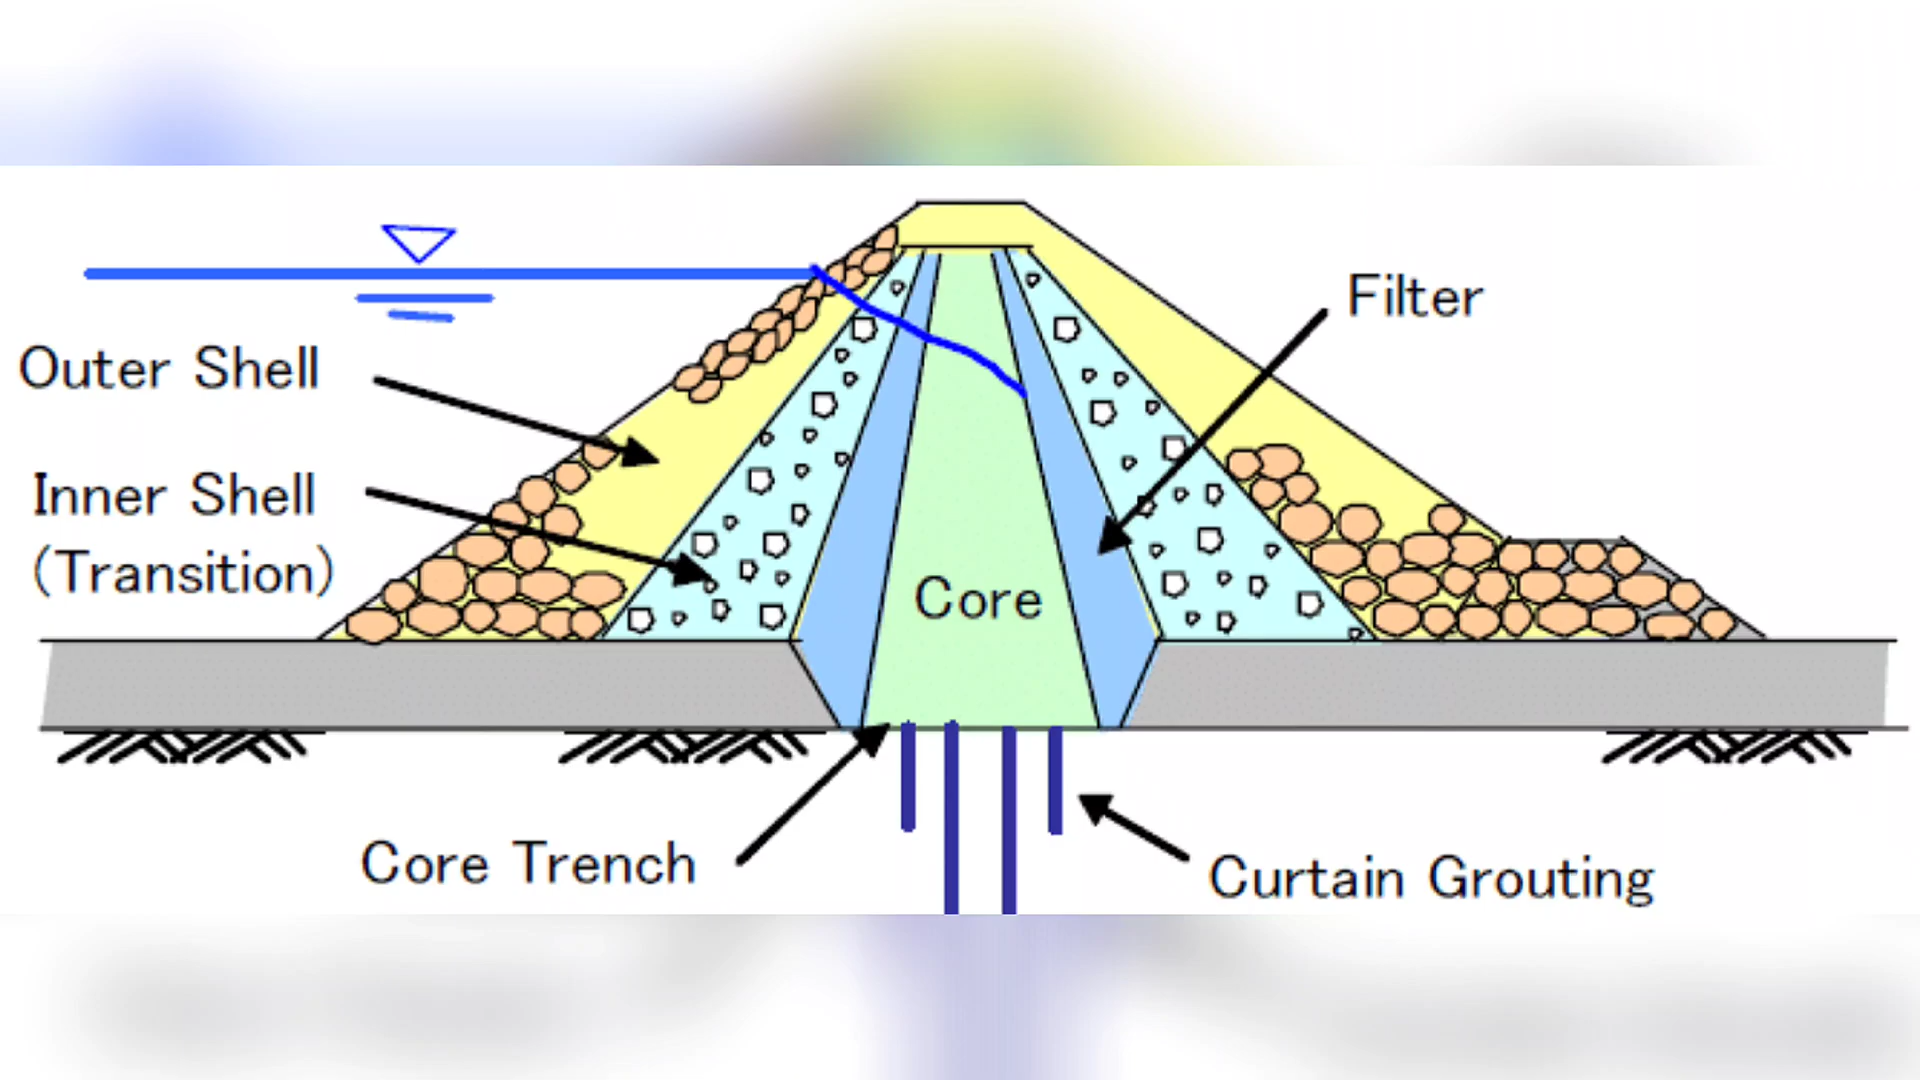 Filter
Outer Shell
Inner Shell
(Transition)
Core
Core Trench
Curtain Grouting